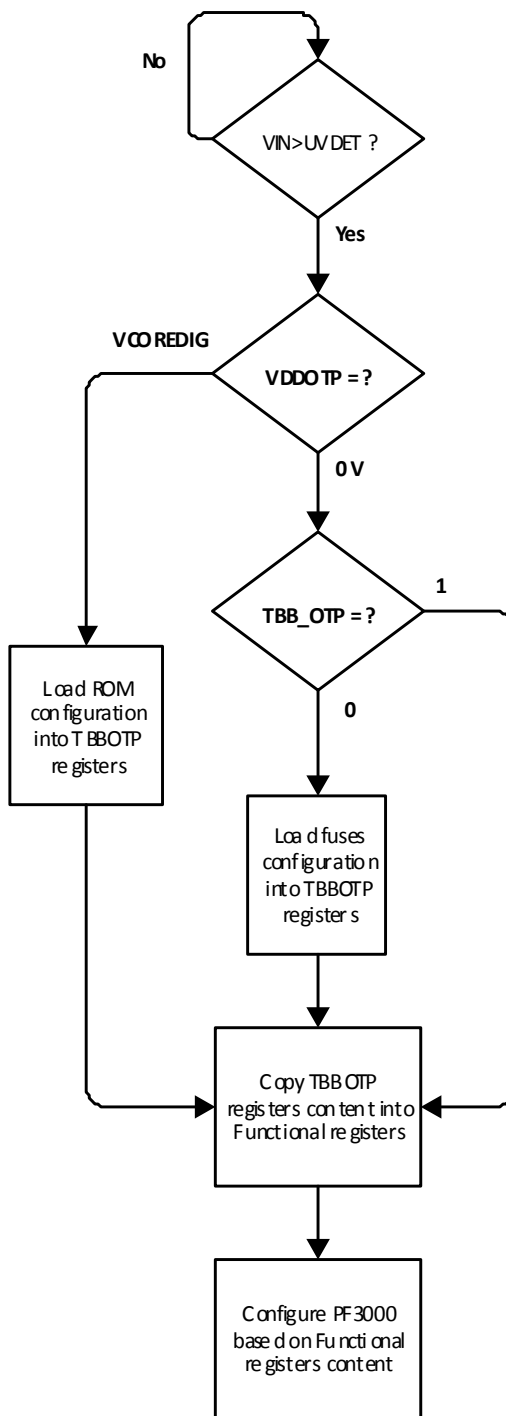 No
VIN>UVDET ?
Yes
VCOREDIG
VDDOTP = ?
0 V
1
TBB_OTP = ?
0
Load ROM
configuration
into TBBOTP
registers
Load fuses
configuration
into TBBOTP
registers
Copy TBBOTP
registers content into
Functional registers
Configure PF3000
based on Functional
registers content